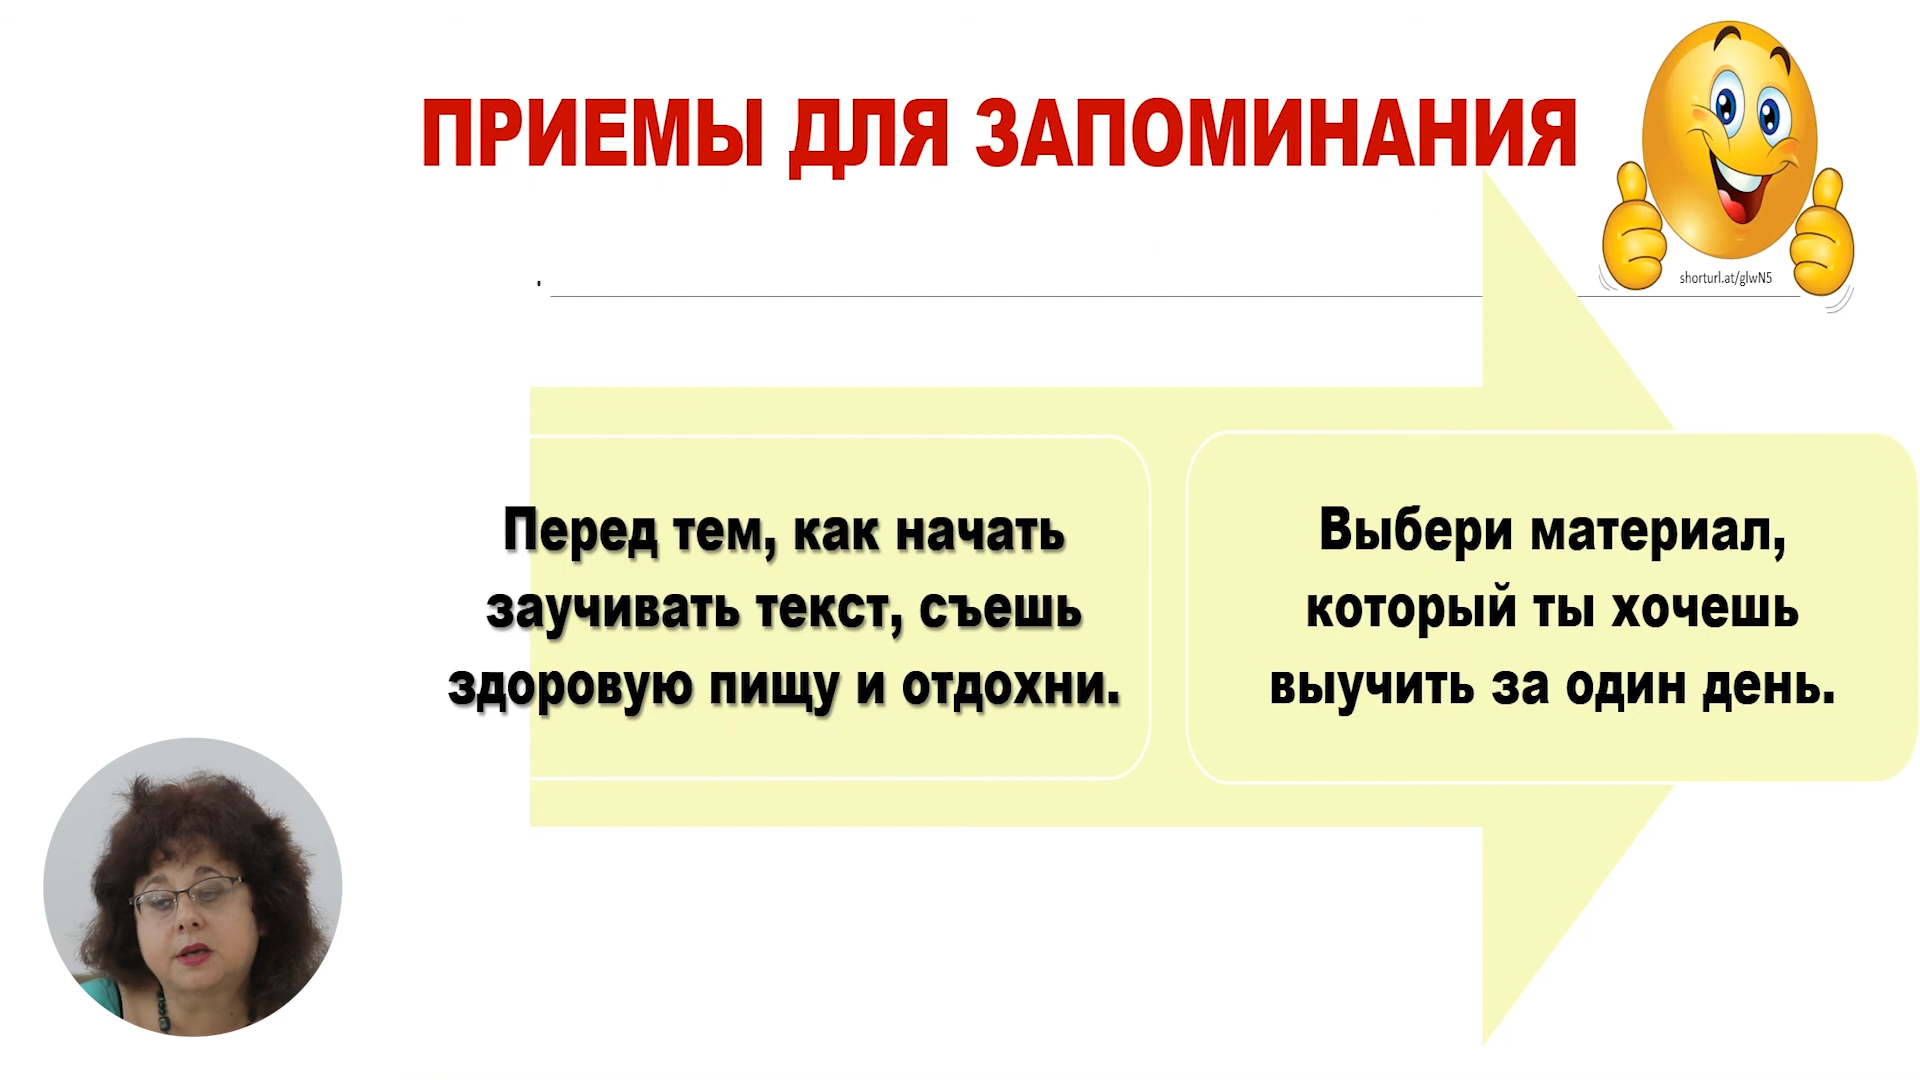 ПРИЕМЫ ДЛЯ ЗАПОМИНАНИЯ
shorturl.at/glwN5
Перед тем, как начать
заучивать текст, съешь
здоровую пищу и отдохни.
Выбери материал,
который ты хочешь
выучить за один день.